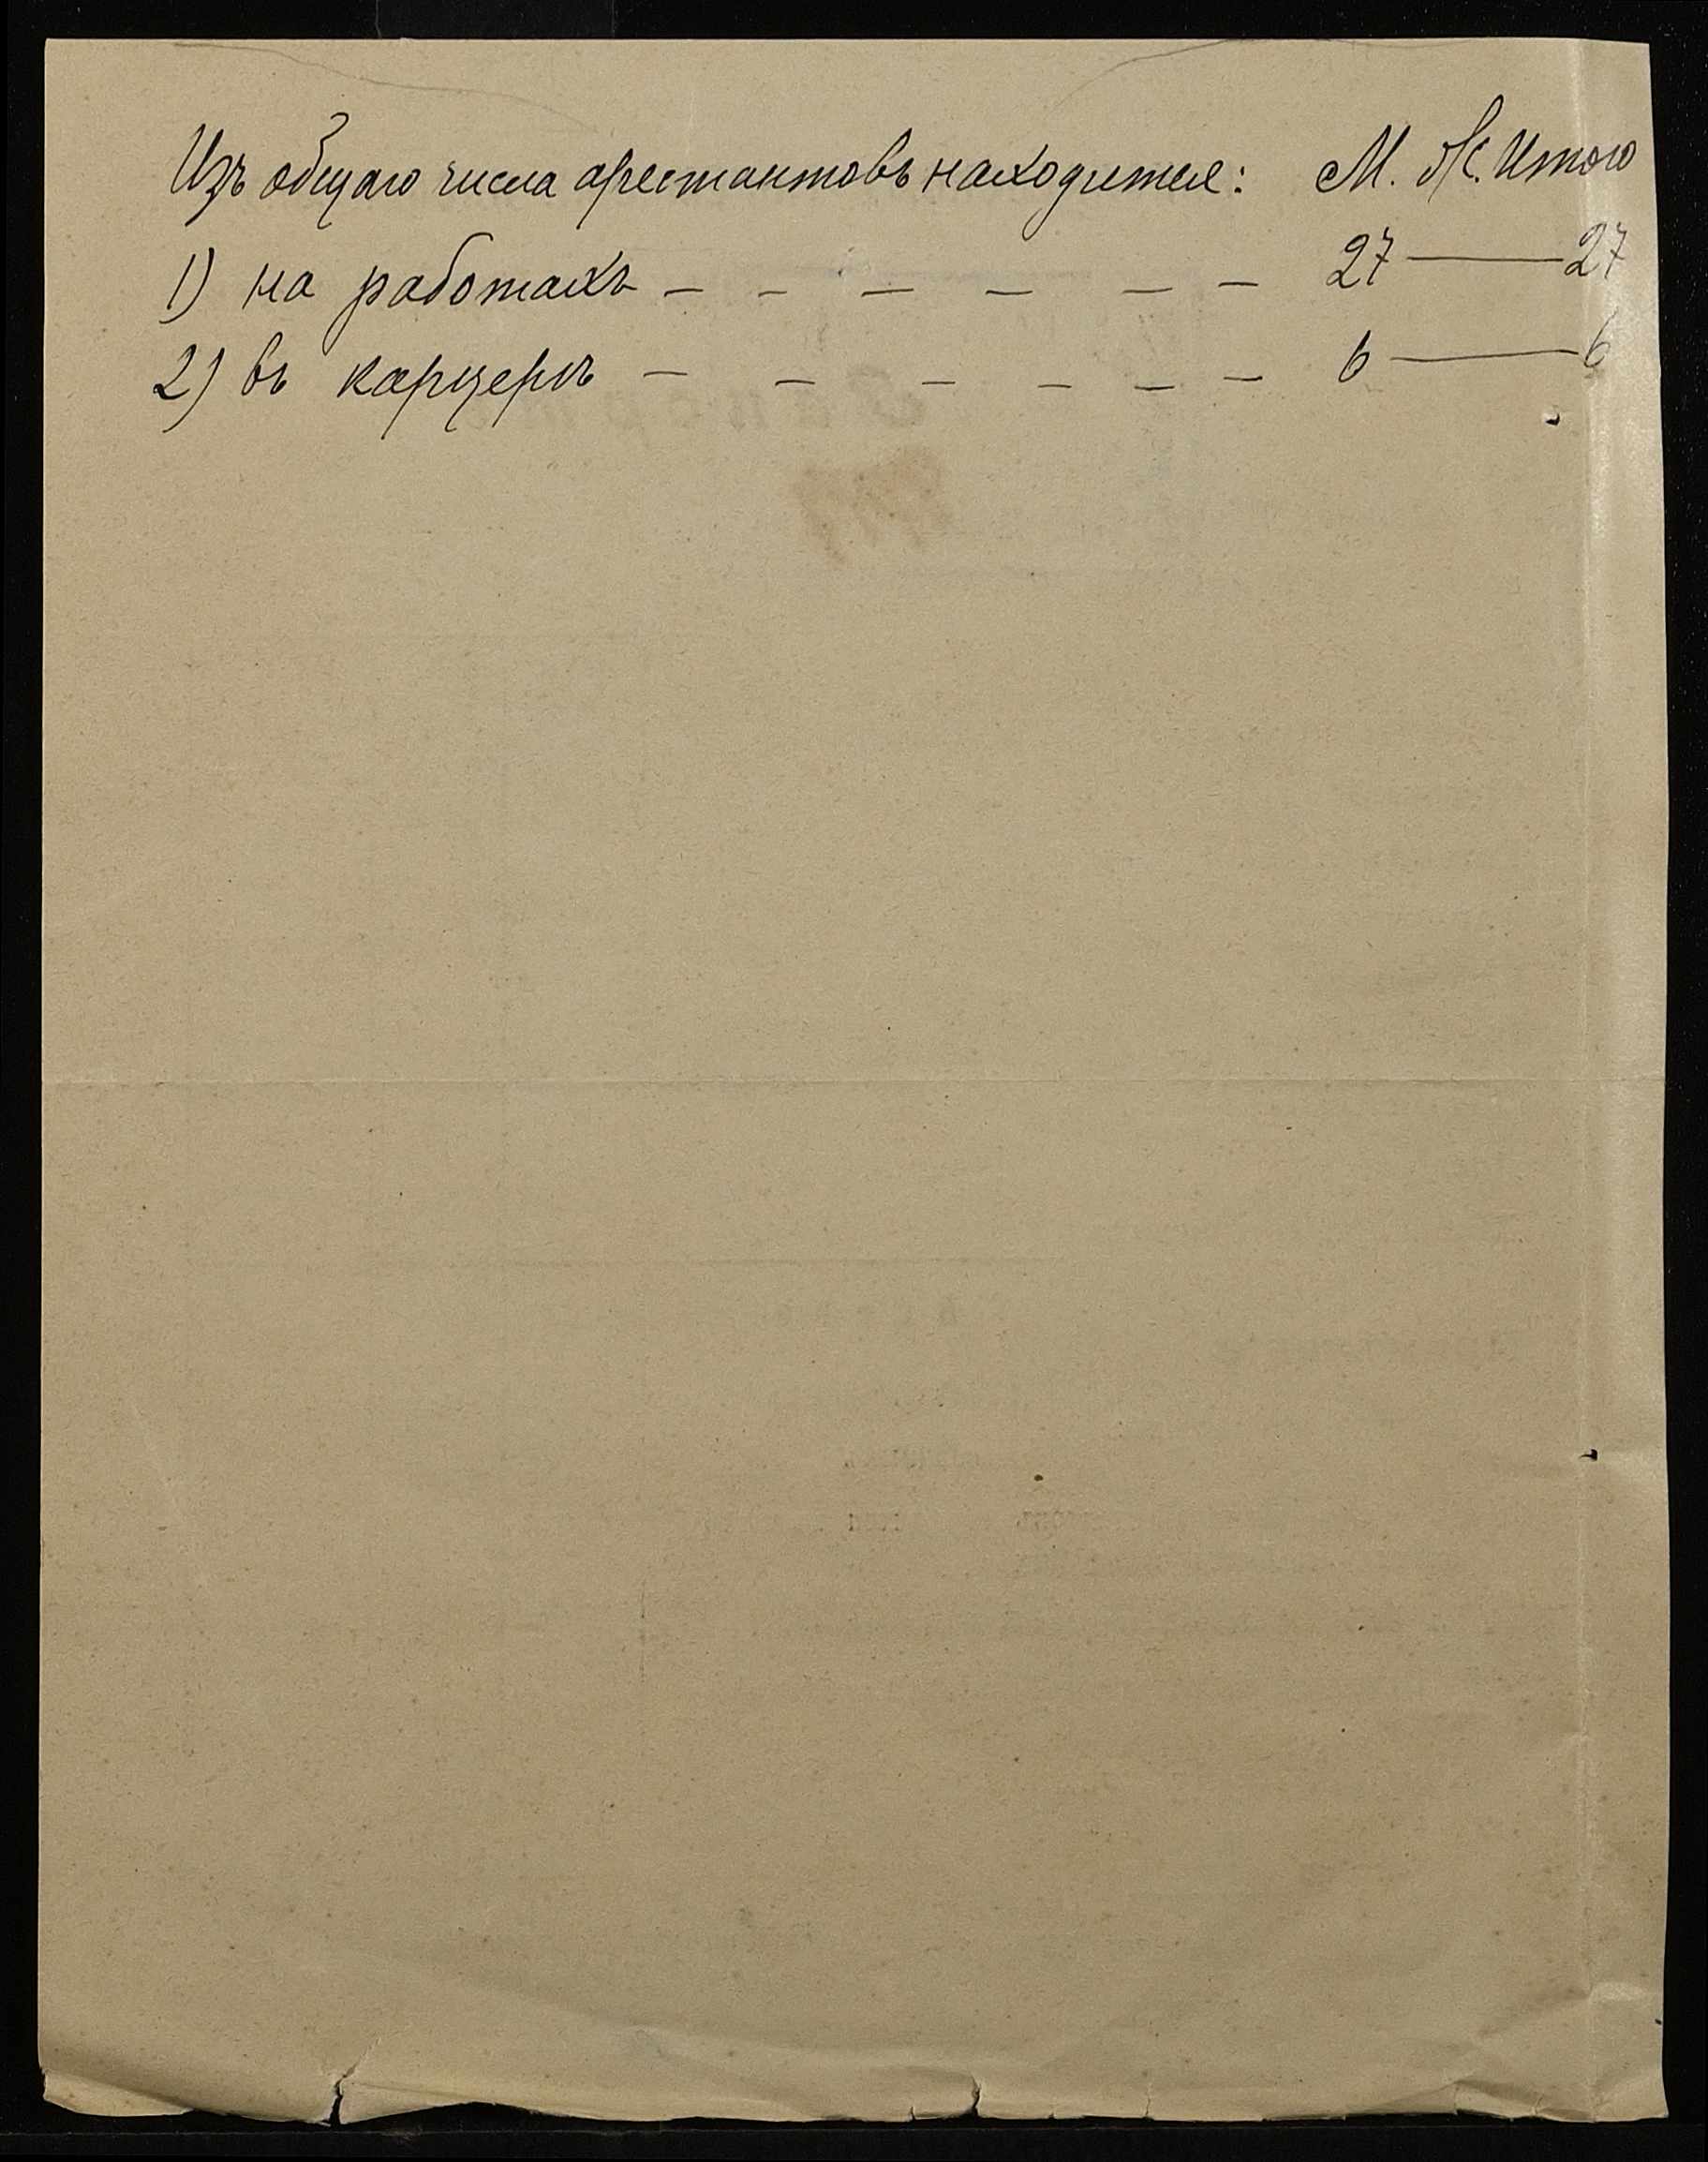 Изъ общаго числа арестантовъ находится: М. Ж. Итого
1) на работахъ — — — — — — 27 — 27
2) въ карцерѣ — — — — — — 6 — 6